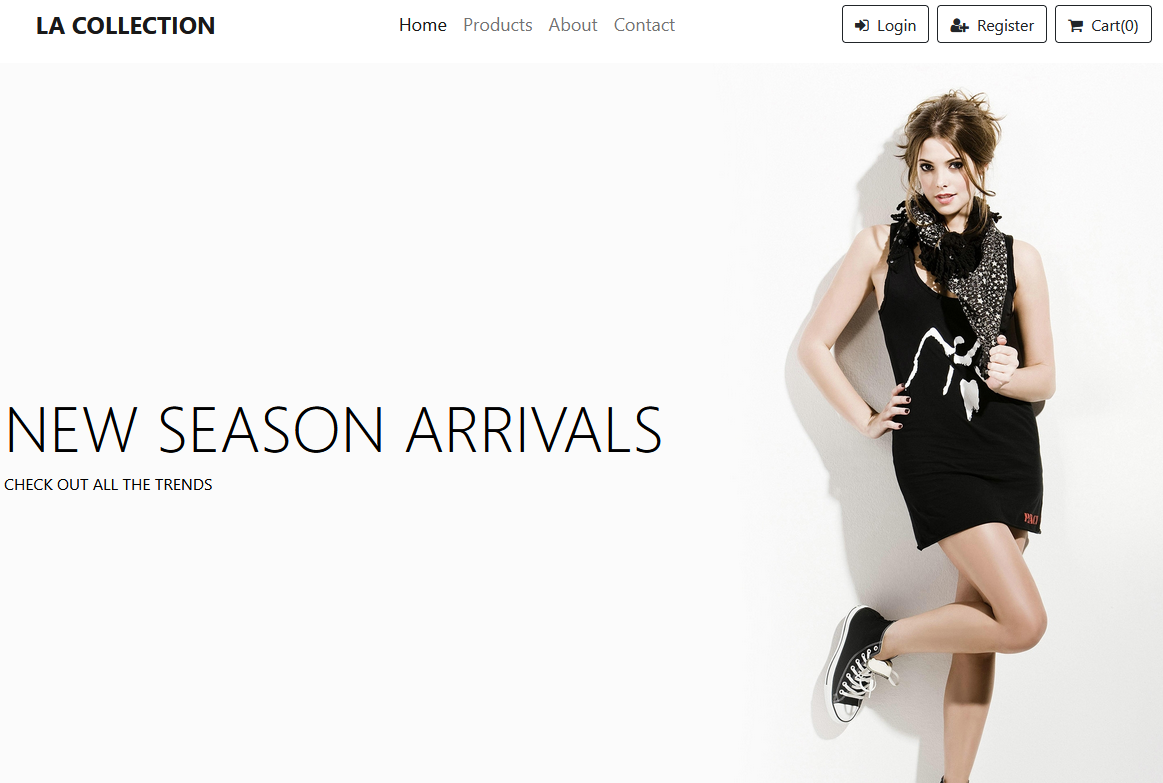 LA COLLECTION
Home Products About Contact
Login Register Cart(0)
NEW SEASON ARRIVALS
CHECK OUT ALL THE TRENDS